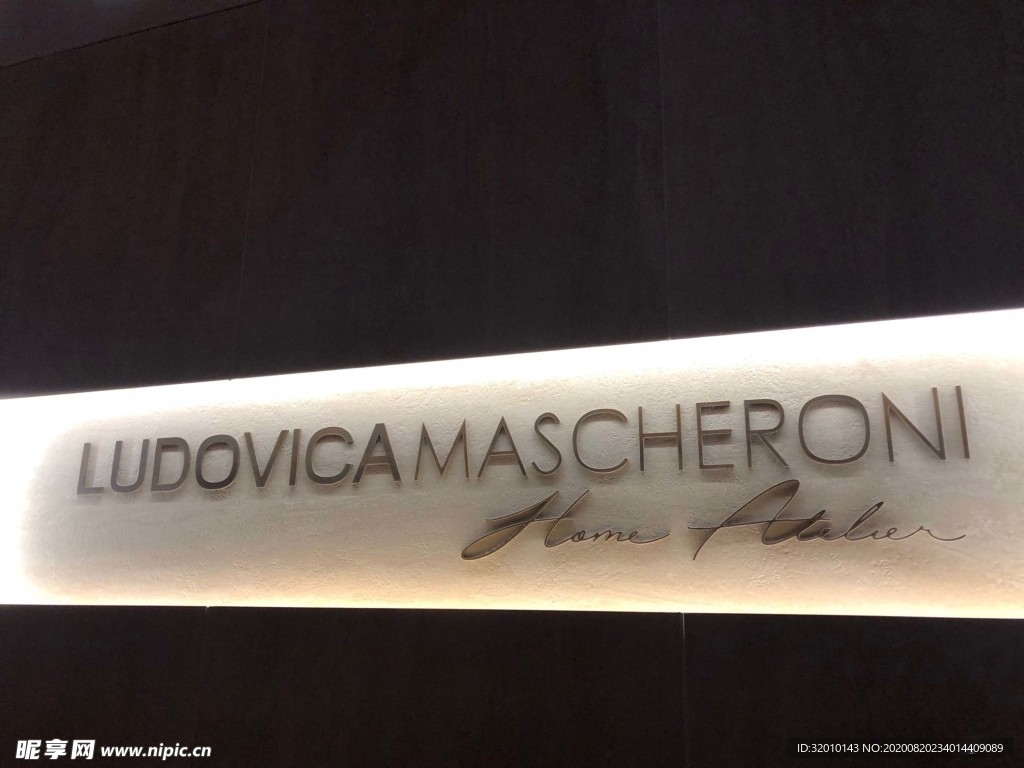 LUDOVICAMASCHERONI
Home Atelier
昵享网 www.nipic.cn
ID:32010143 NO:20200820234014409089